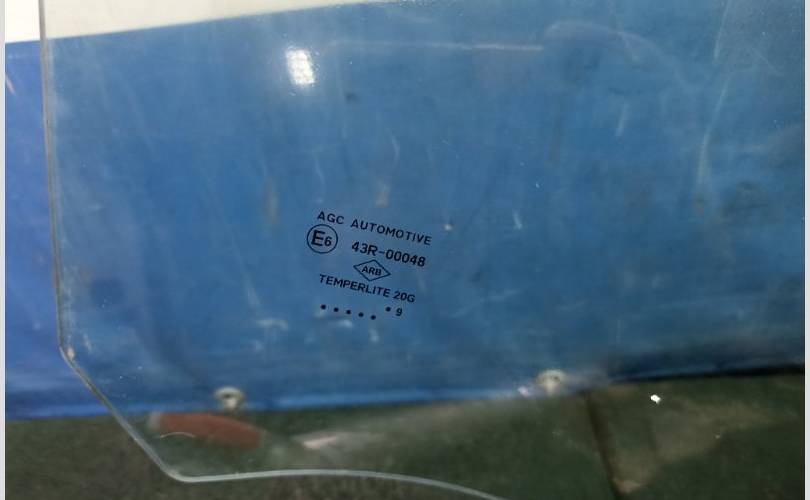 AGC AUTOMOTIVE
E6 43R-00048
ARB
TEMPERLITE 20G
• • • • • • 9